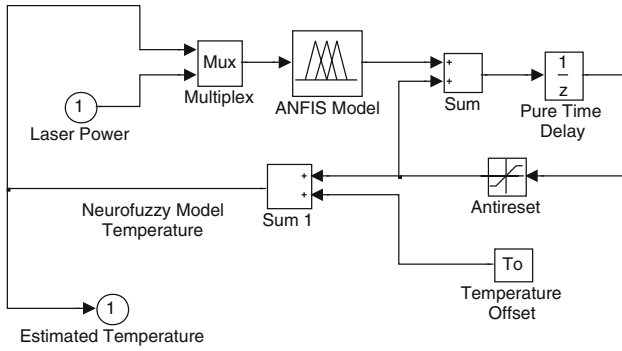 Mux
Multiplex
1
Laser Power
ANFIS Model
+
+
Sum
1
z
Pure Time
Delay
Neurofuzzy Model
Temperature
+
+
Sum 1
Antireset
To
Temperature
Offset
1
Estimated Temperature